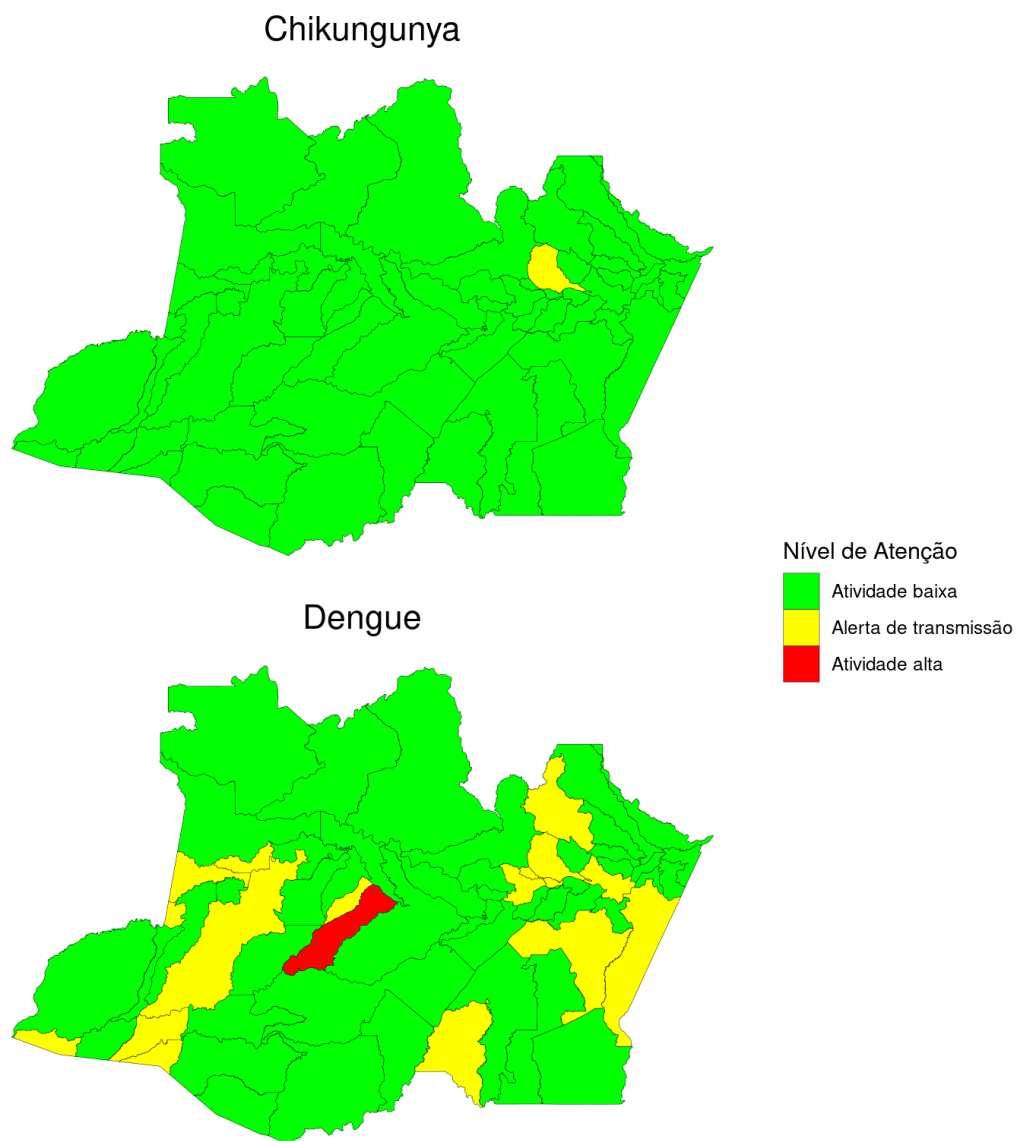 Chikungunya
Nível de Atenção
Atividade baixa
Alerta de transmissão
Atividade alta
Dengue